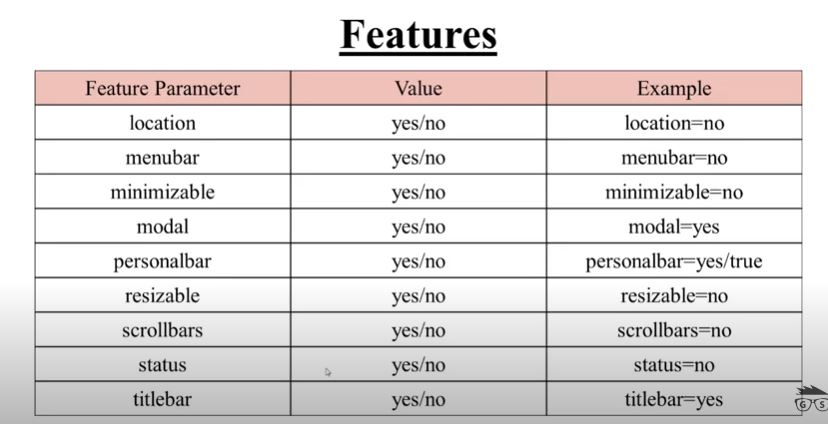 Features
Feature Parameter Value Example
location yes/no location=no
menubar yes/no menubar=no
minimizable yes/no minimizable=no
modal yes/no modal=yes
personalbar yes/no personalbar=yes/true
resizable yes/no resizable=no
scrollbars yes/no scrollbars=no
status yes/no status=no
titlebar yes/no titlebar=yes
G S